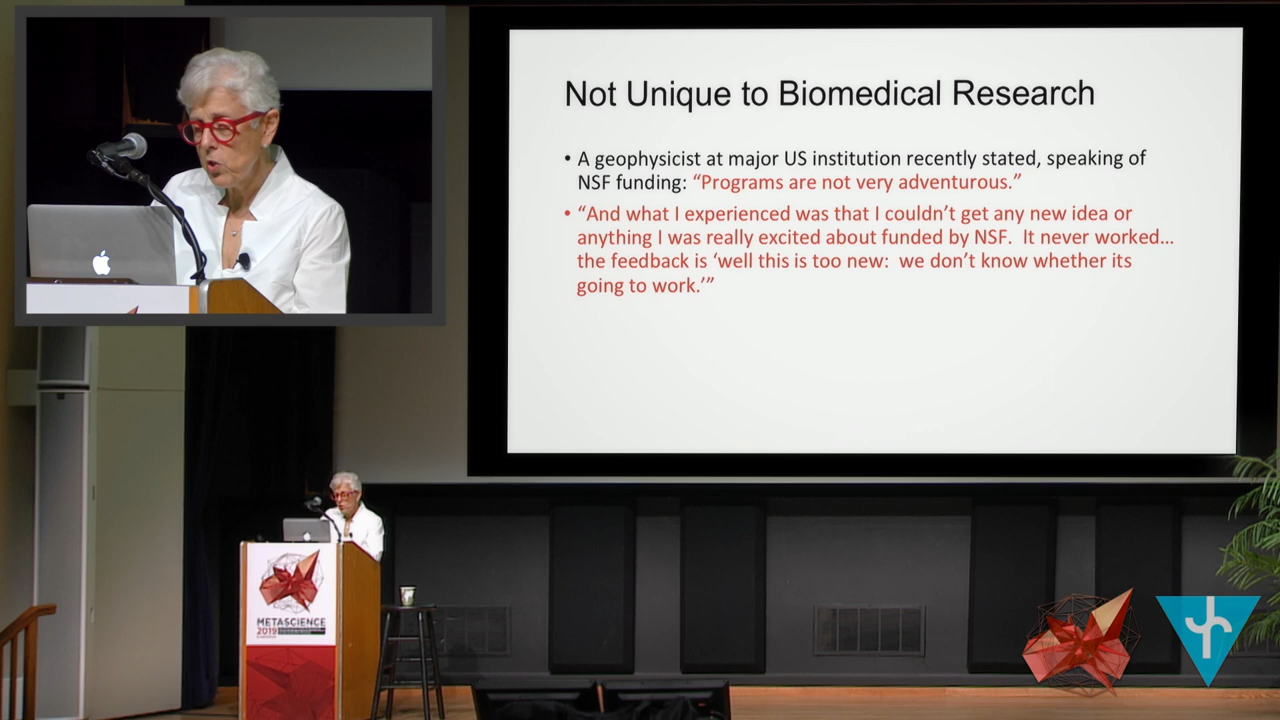 Not Unique to Biomedical Research
• A geophysicist at major US institution recently stated, speaking of
NSF funding: “Programs are not very adventurous.”
• “And what I experienced was that I couldn’t get any new idea or
anything I was really excited about funded by NSF.  It never worked…
the feedback is ‘well this is too new:  we don’t know whether its
going to work.’”
METASCIENCE
2019